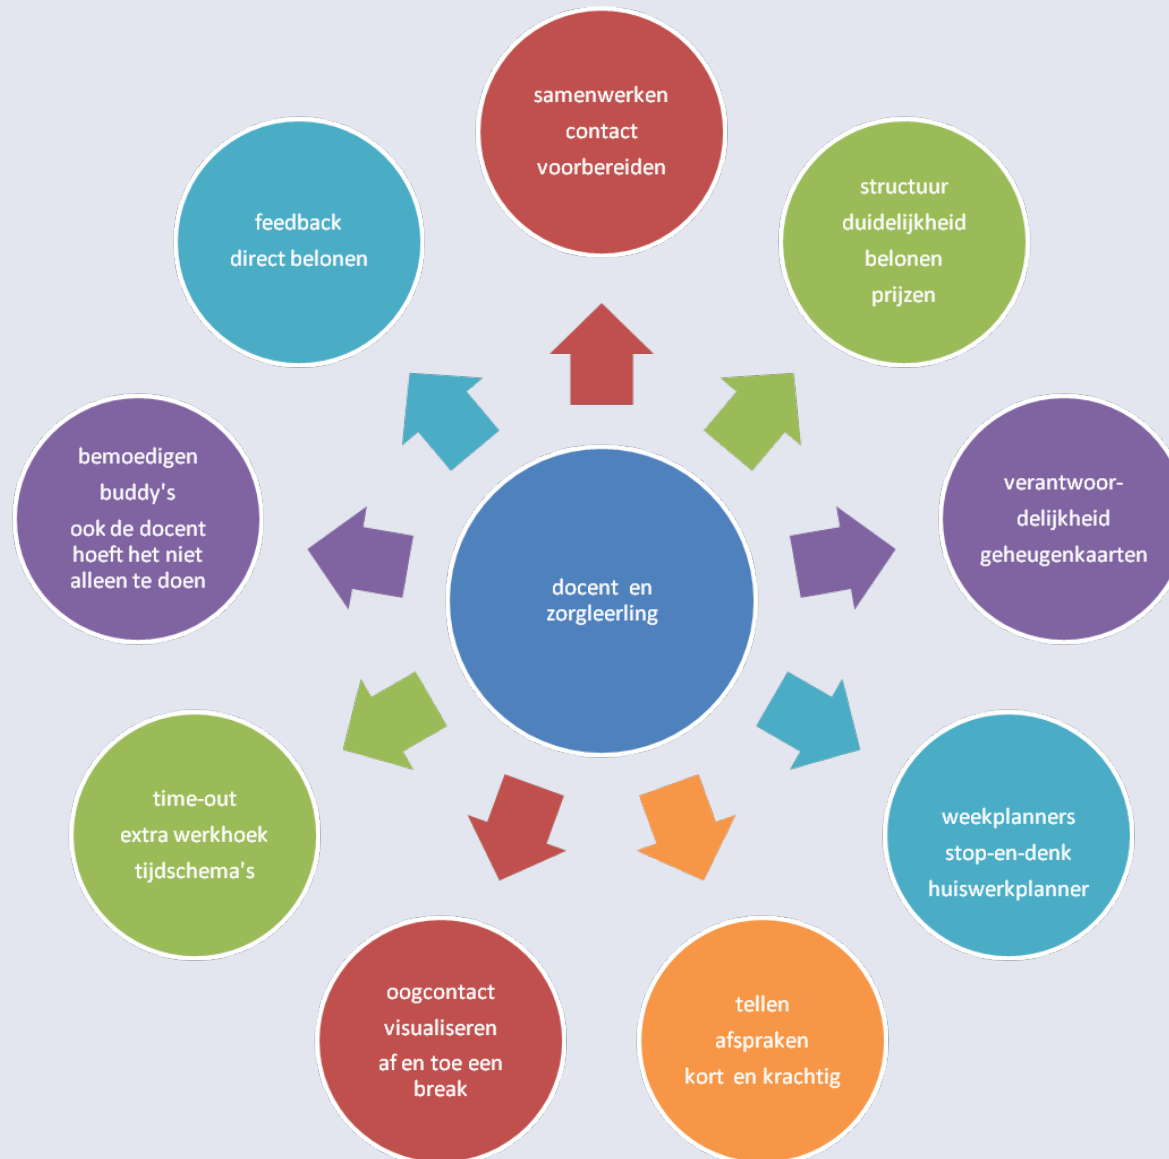 samenwerken
contact
voorbereiden
structuur
duidelijkheid
belonen
prijzen
verantwoor-
delijkheid
geheugenkaarten
weekplanners
stop-en-denk
huiswerkplanner
tellen
afspraken
kort en krachtig
oogcontact
visualiseren
af en toe een
break
time-out
extra werkhoek
tijdschema's
bemoedigen
buddy's
ook de docent
hoeft het niet
alleen te doen
feedback
direct belonen
docent en
zorgleerling